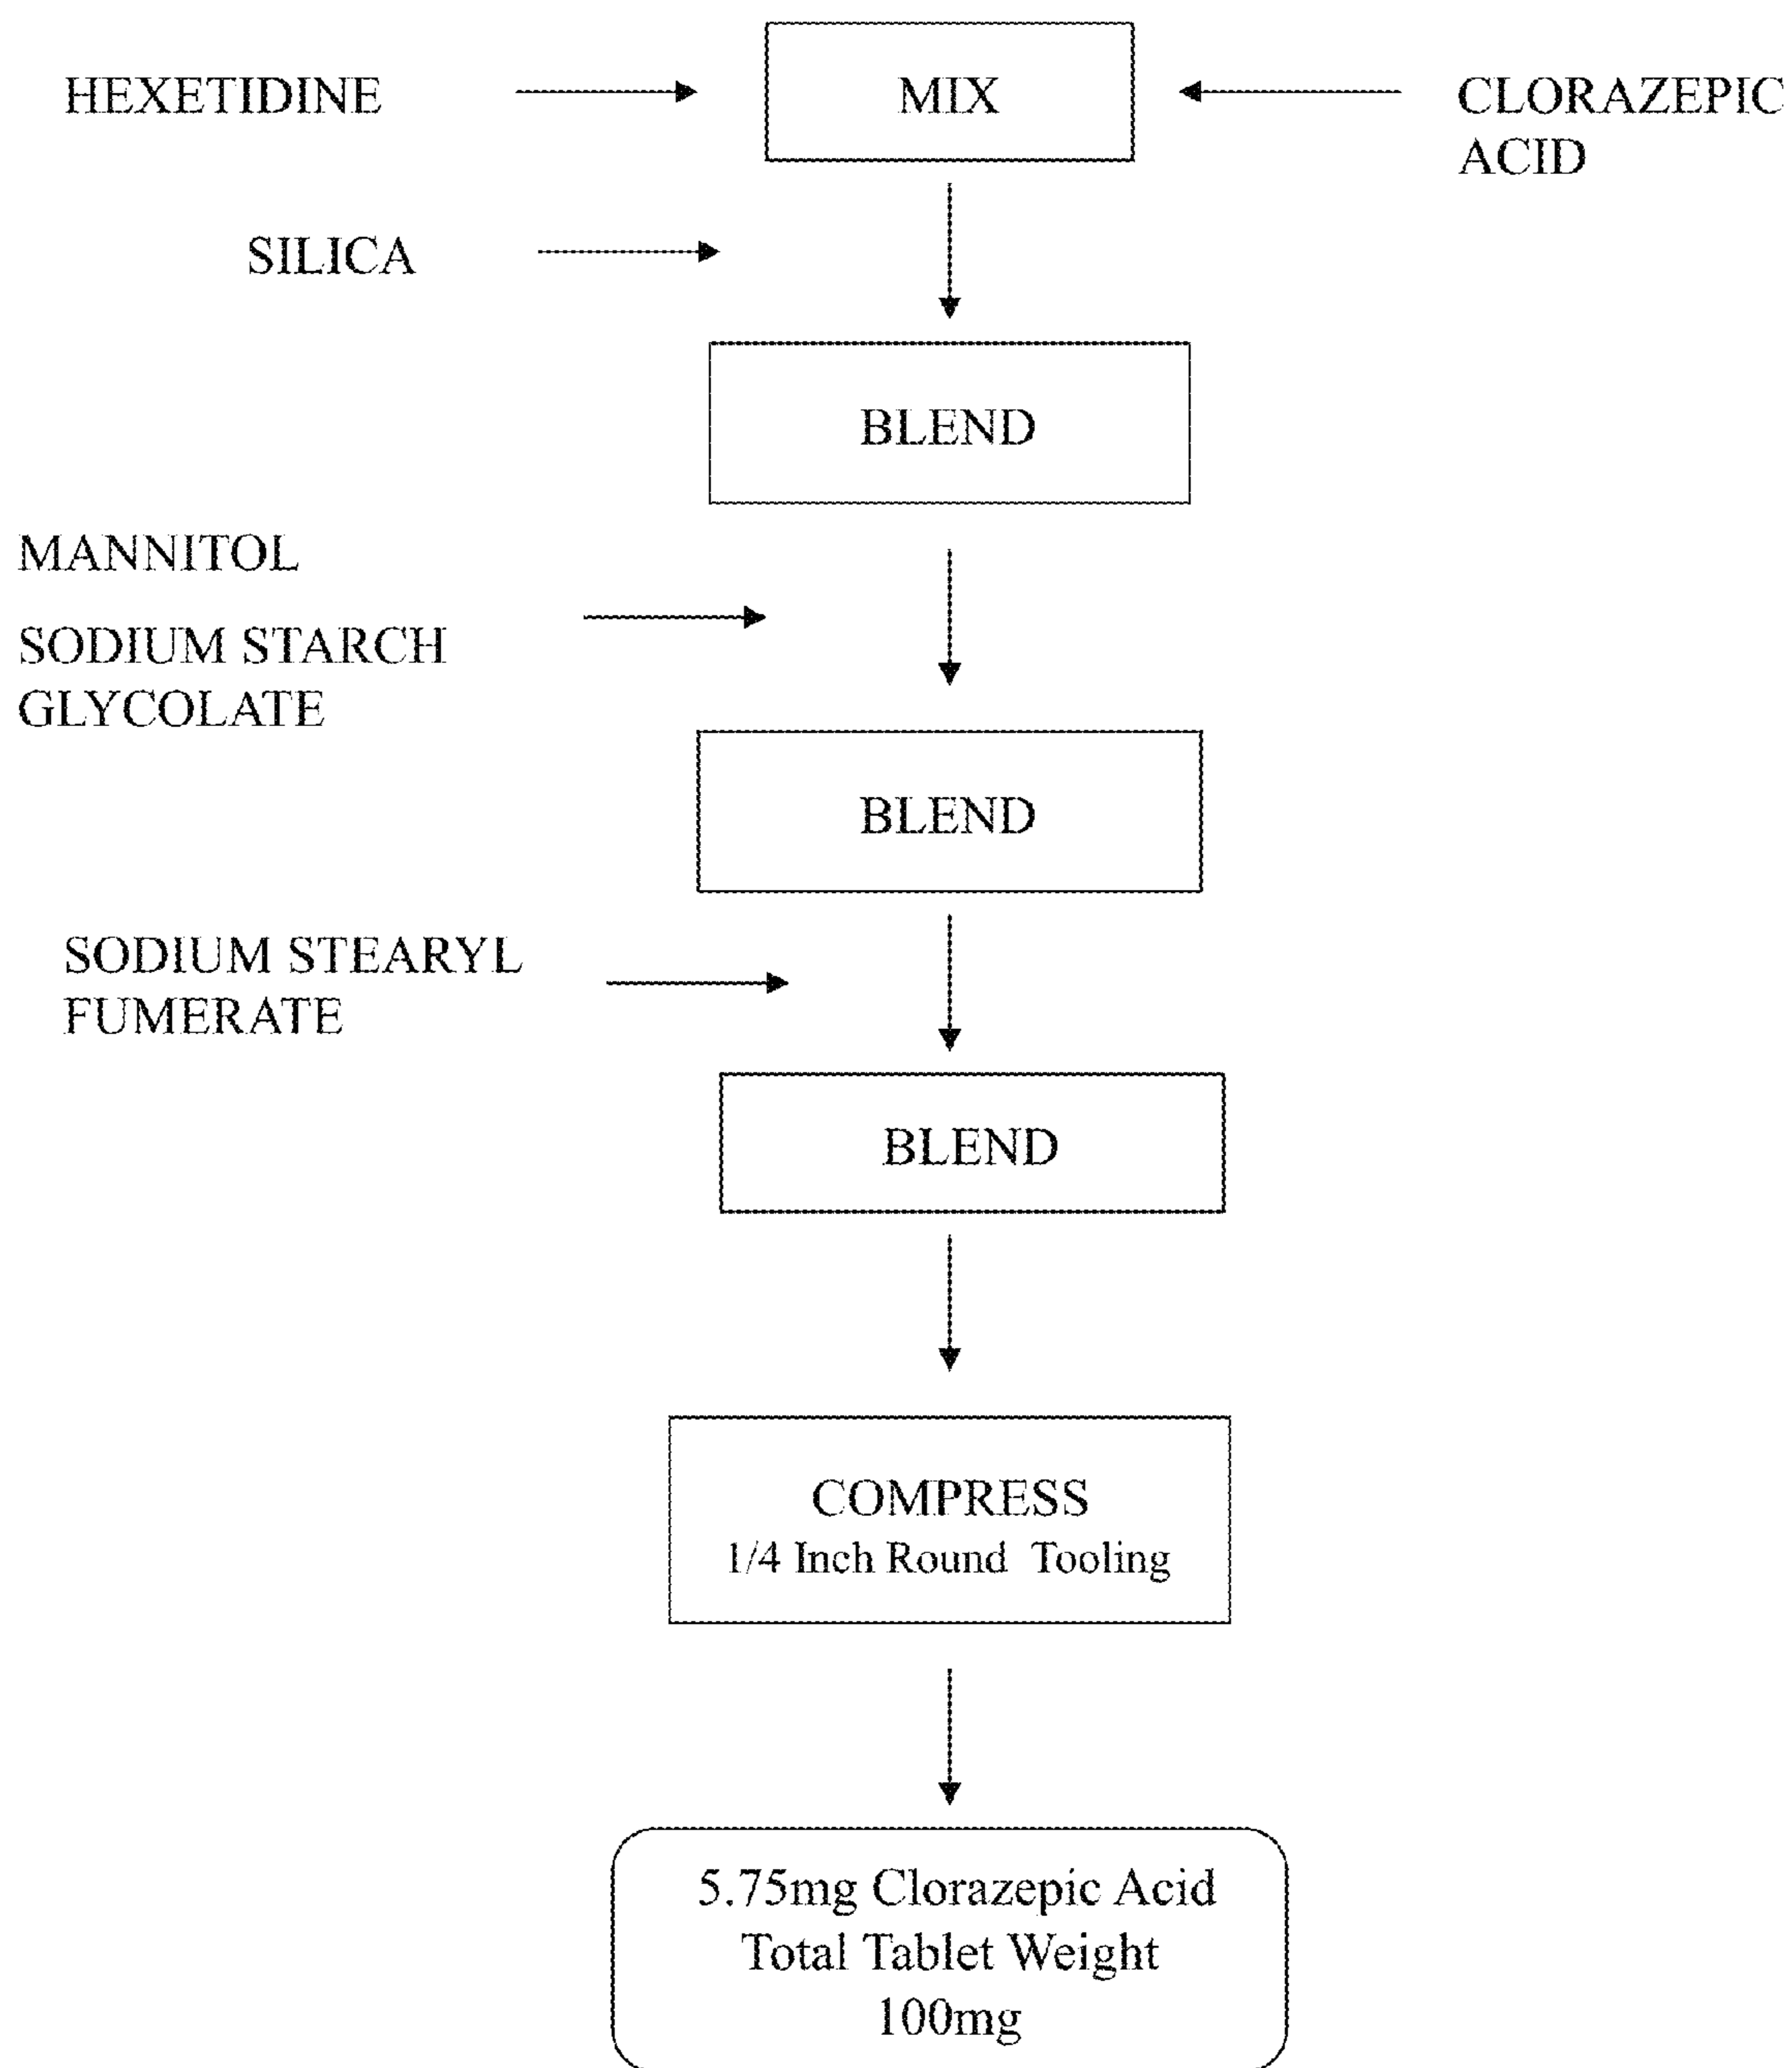 HEXETIDINE
MIX
CLORAZEPIC
ACID
SILICA
BLEND
MANNITOL
SODIUM STARCH
GLYCOLATE
BLEND
SODIUM STEARYL
FUMERATE
BLEND
COMPRESS
1/4 Inch Round Tooling
5.75mg Clorazepic Acid
Total Tablet Weight
100mg